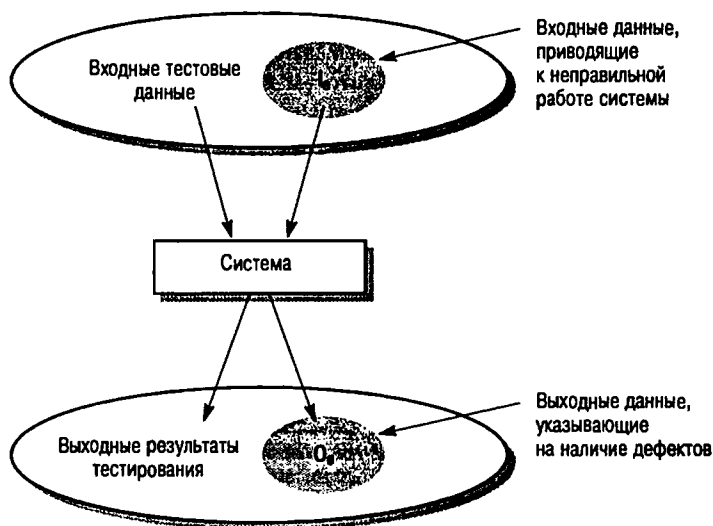 Входные данные,
приводящие
к неправильной
работе системы
Входные тестовые
данные
Система
Выходные данные,
указывающие
на наличие дефектов
Выходные результаты
тестирования